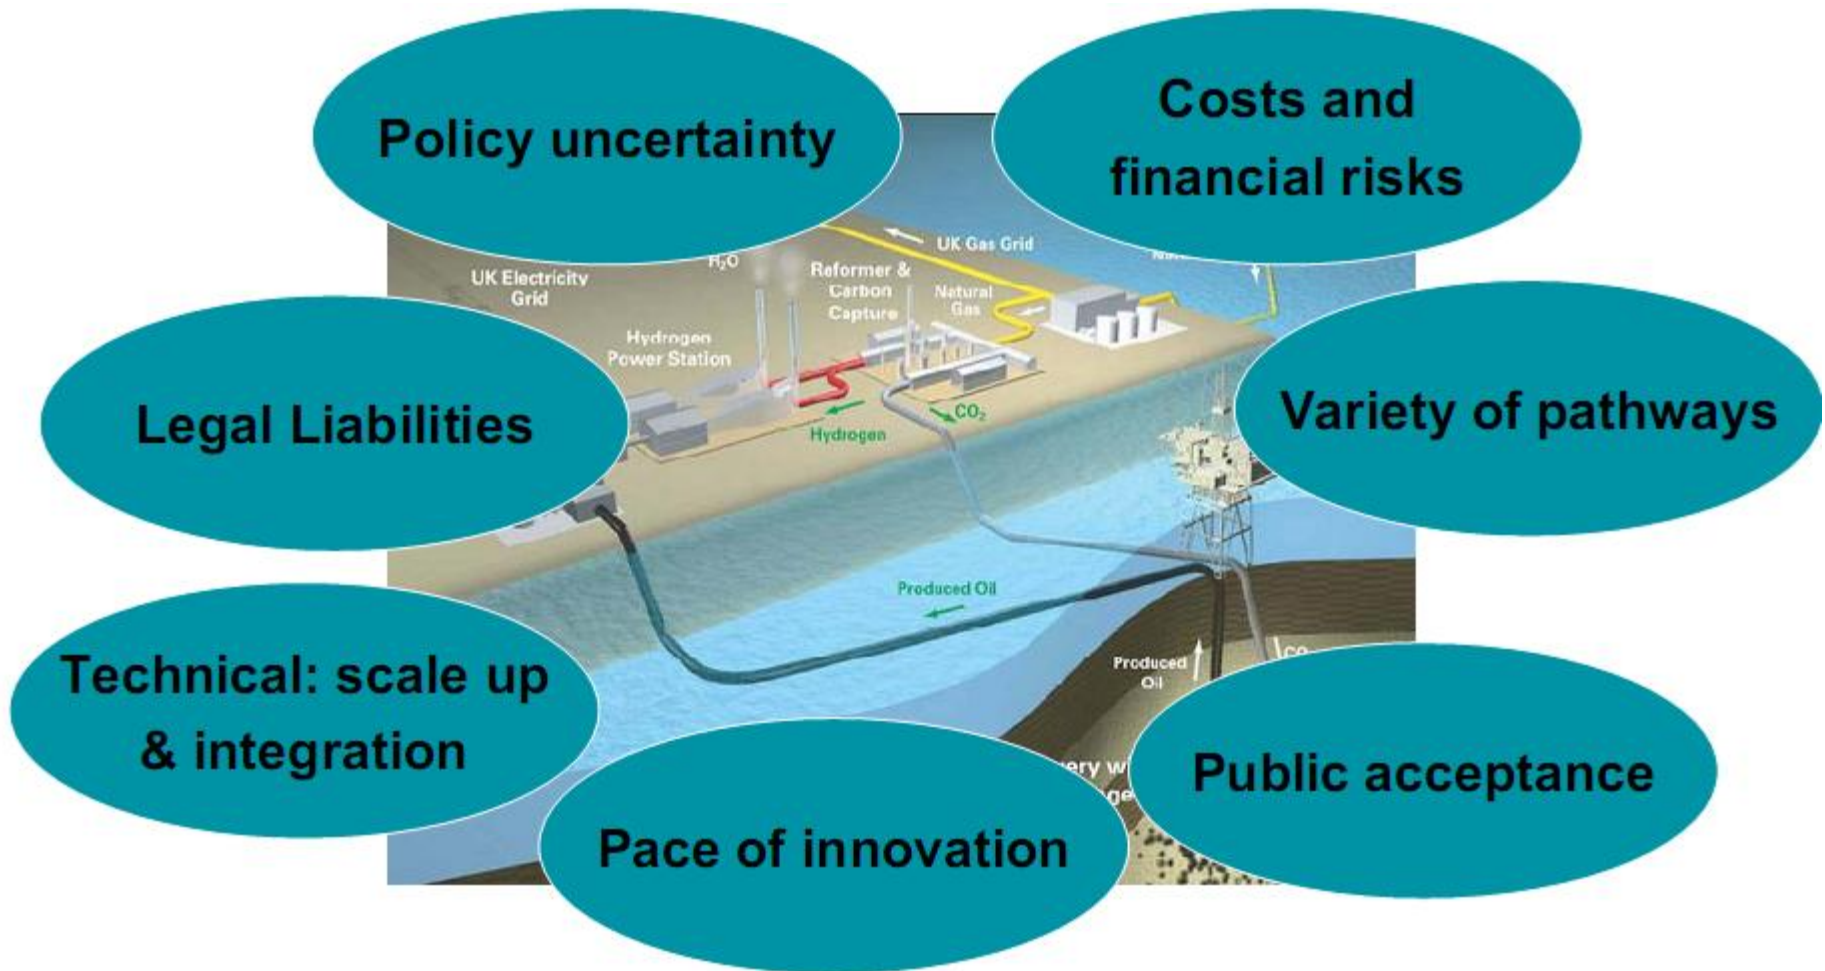 Policy uncertainty
Costs and
financial risks
UK Gas Grid
H₂O
UK Electricity
Grid
Reformer &
Carbon
Capture
Natural
Gas
Hydrogen
Power Station
Legal Liabilities
Variety of pathways
CO₂
Hydrogen
Produced Oil
Technical: scale up
& integration
Produced
Oil
Public acceptance
Pace of innovation